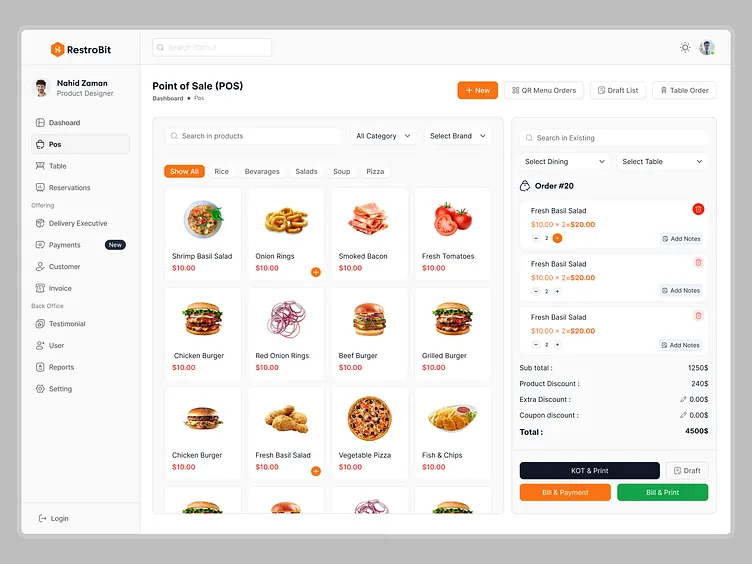 RestroBit
Search (Ctrl+/)
Nahid Zaman
Product Designer
Dasboard
Pos
Table
Reservations
Offering
Delivery Executive
Payments New
Customer
Invoice
Back Office
Testimonial
User
Reports
Setting
Login
Point of Sale (POS)
Dashboard • Pos
+ New
QR Menu Orders
Draft List
Table Order
Search in products
All Category
Select Brand
Show All Rice Bevarages Salads Soup Pizza
Shrimp Basil Salad
$10.00
Onion Rings
$10.00
Smoked Bacon
$10.00
Fresh Tomatoes
$10.00
Chicken Burger
$10.00
Red Onion Rings
$10.00
Beef Burger
$10.00
Grilled Burger
$10.00
Chicken Burger
$10.00
Fresh Basil Salad
$10.00
Vegetable Pizza
$10.00
Fish & Chips
$10.00
Search in Existing
Select Dining
Select Table
Order #20
Fresh Basil Salad
$10.00 × 2=$20.00
- 2 +
Add Notes
Fresh Basil Salad
$10.00 × 2=$20.00
- 2 +
Add Notes
Fresh Basil Salad
$10.00 × 2=$20.00
- 2 +
Add Notes
Sub total : 1250$
Product Discount : 240$
Extra Discount : 0.00$
Coupon discount : 0.00$
Total : 4500$
KOT & Print
Draft
Bill & Payment
Bill & Print